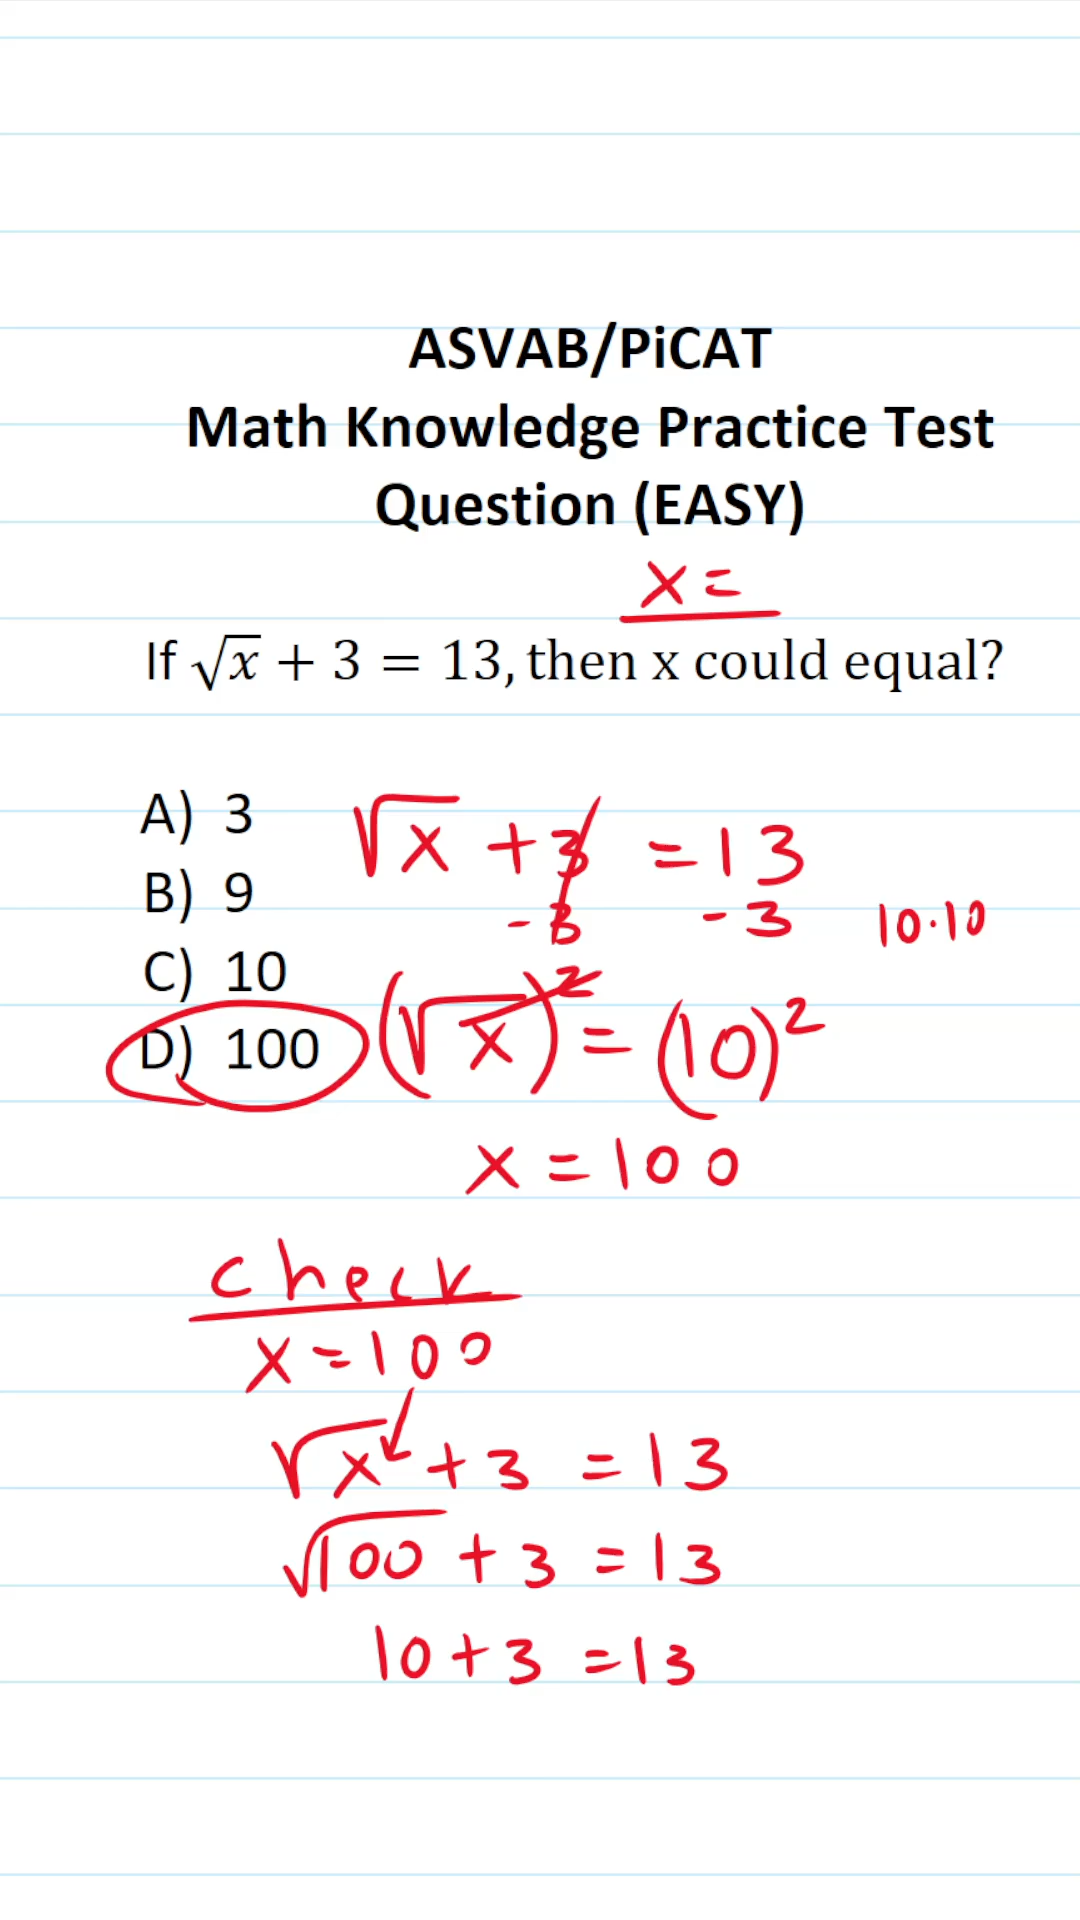 ASVAB/PiCAT
Math Knowledge Practice Test
Question (EASY)
x =
If √x + 3 = 13, then x could equal?
A) 3
B) 9
C) 10
D) 100
√x + 3 = 13
- 3 - 3
10·10
(√x)² = (10)²
x = 100
check
x = 100
√x + 3 = 13
√100 + 3 = 13
10 + 3 = 13